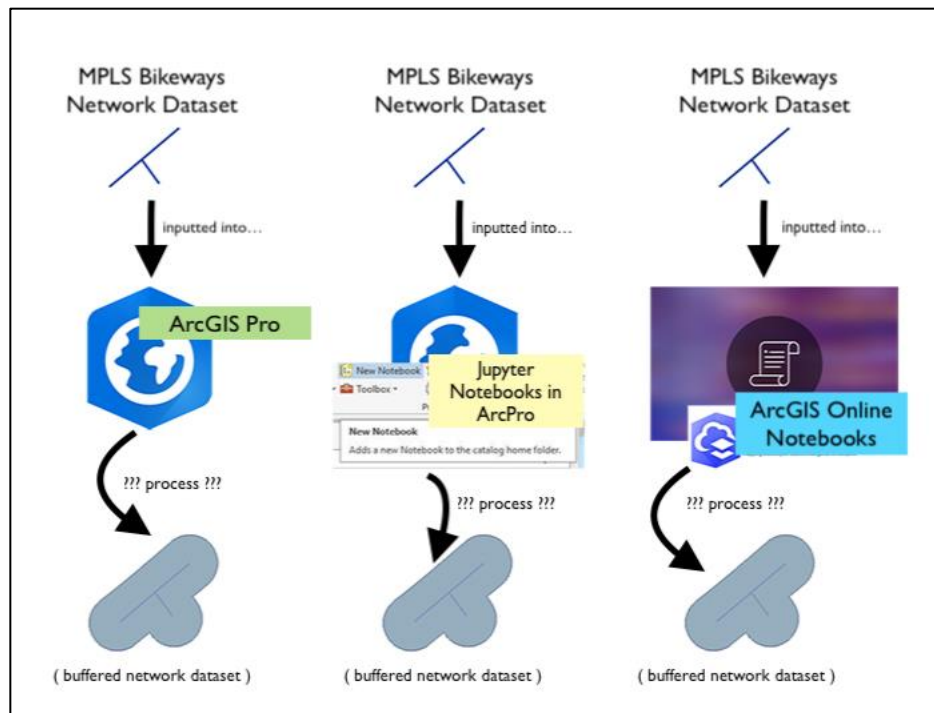 MPLS Bikeways
Network Dataset
inputted into...
ArcGIS Pro
??? process ???
( buffered network dataset )
MPLS Bikeways
Network Dataset
inputted into...
New Notebook
Toolbox
Jupyter
Notebooks in
ArcPro
New Notebook
Adds a new Notebook to the catalog home folder.
??? process ???
( buffered network dataset )
MPLS Bikeways
Network Dataset
inputted into...
ArcGIS Online
Notebooks
??? process ???
( buffered network dataset )